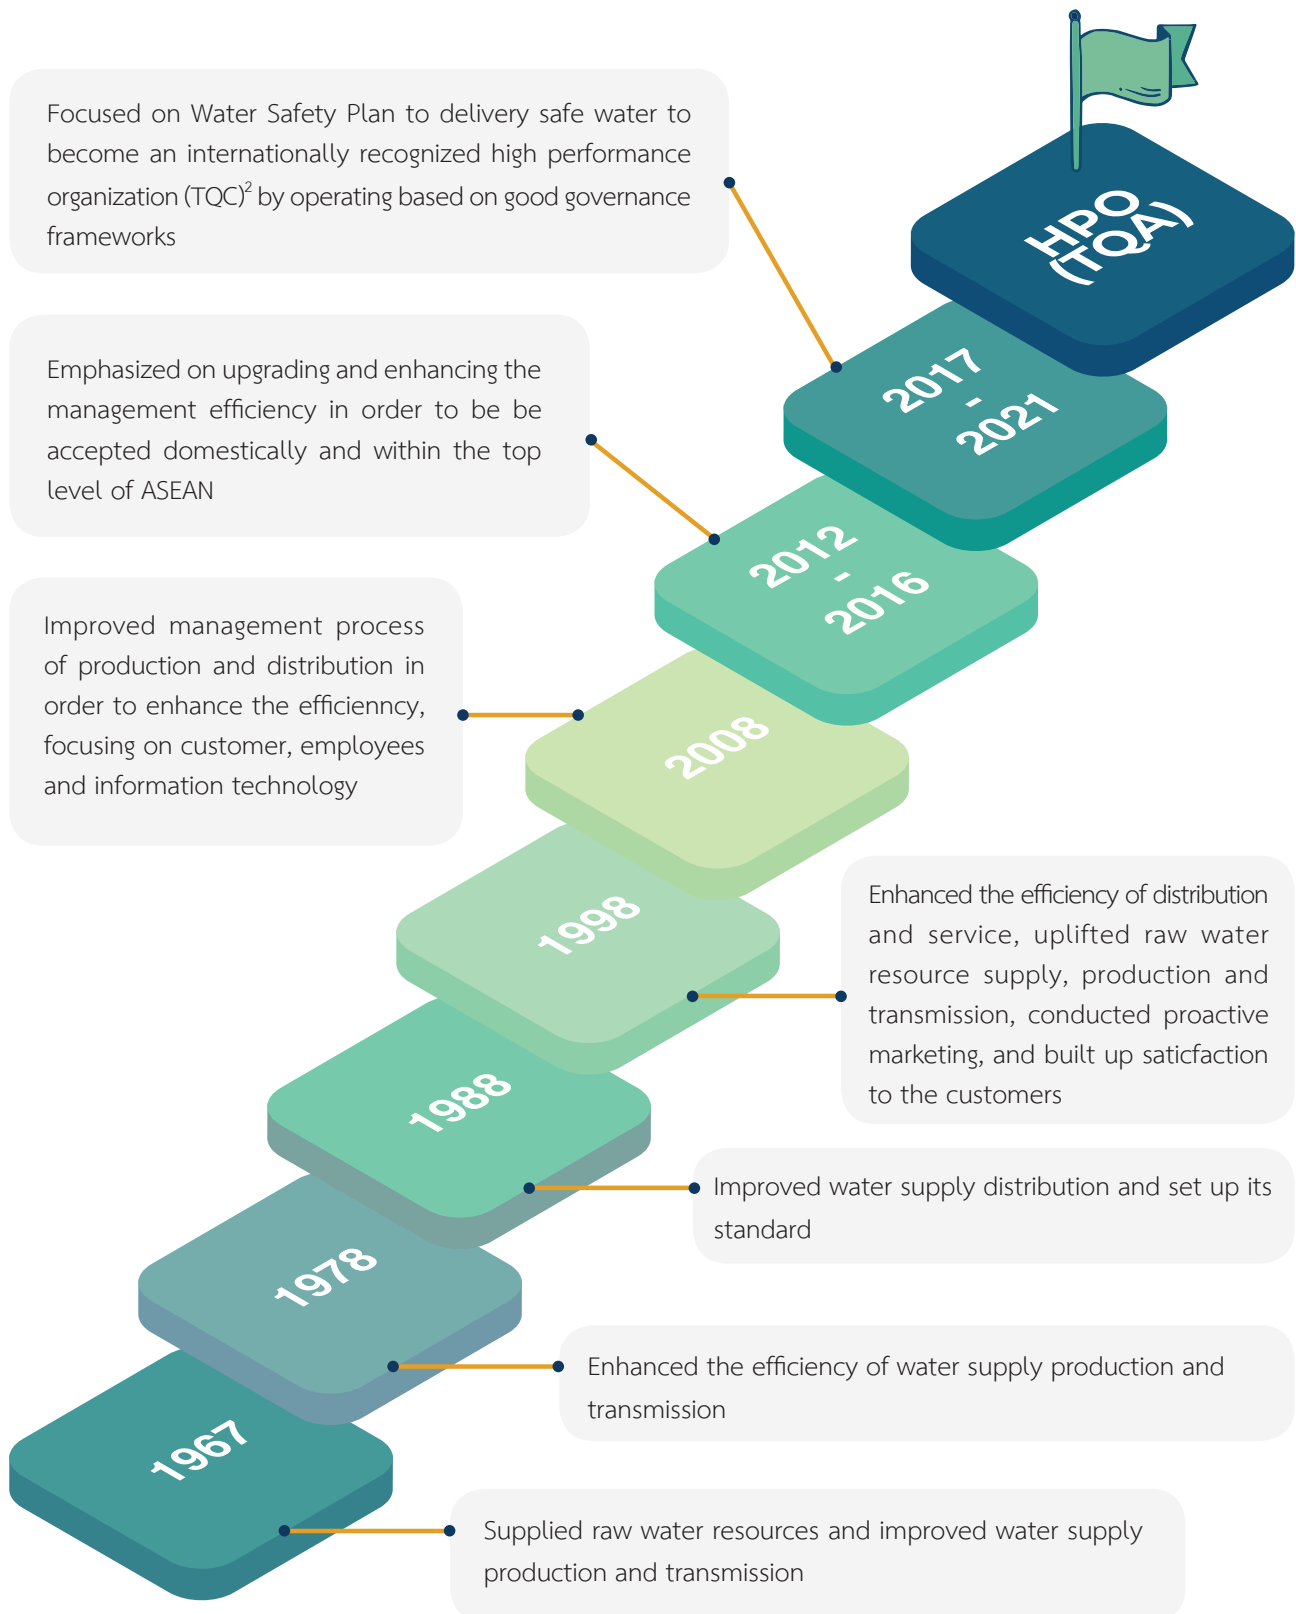 HPO
(TQA)
Focused on Water Safety Plan to delivery safe water to
become an internationally recognized high performance
organization (TQC)² by operating based on good governance
frameworks
2017
-
2021
Emphasized on upgrading and enhancing the
management efficiency in order to be be
accepted domestically and within the top
level of ASEAN
2012
-
2016
Improved management process
of production and distribution in
order to enhance the efficienncy,
focusing on customer, employees
and information technology
2008
1998
Enhanced the efficiency of distribution
and service, uplifted raw water
resource supply, production and
transmission, conducted proactive
marketing, and built up saticfaction
to the customers
1988
Improved water supply distribution and set up its
standard
1978
Enhanced the efficiency of water supply production and
transmission
1967
Supplied raw water resources and improved water supply
production and transmission